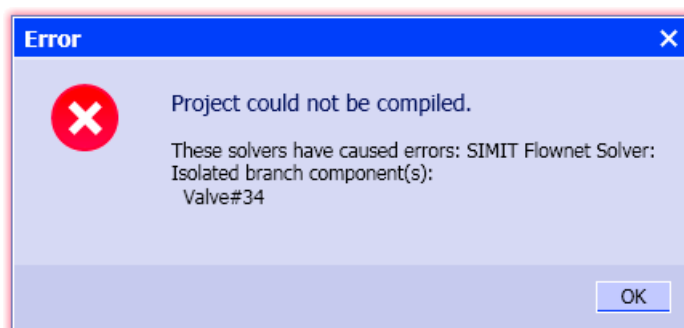 Error
Project could not be compiled.
These solvers have caused errors: SIMIT Flownet Solver:
Isolated branch component(s):
Valve#34
OK